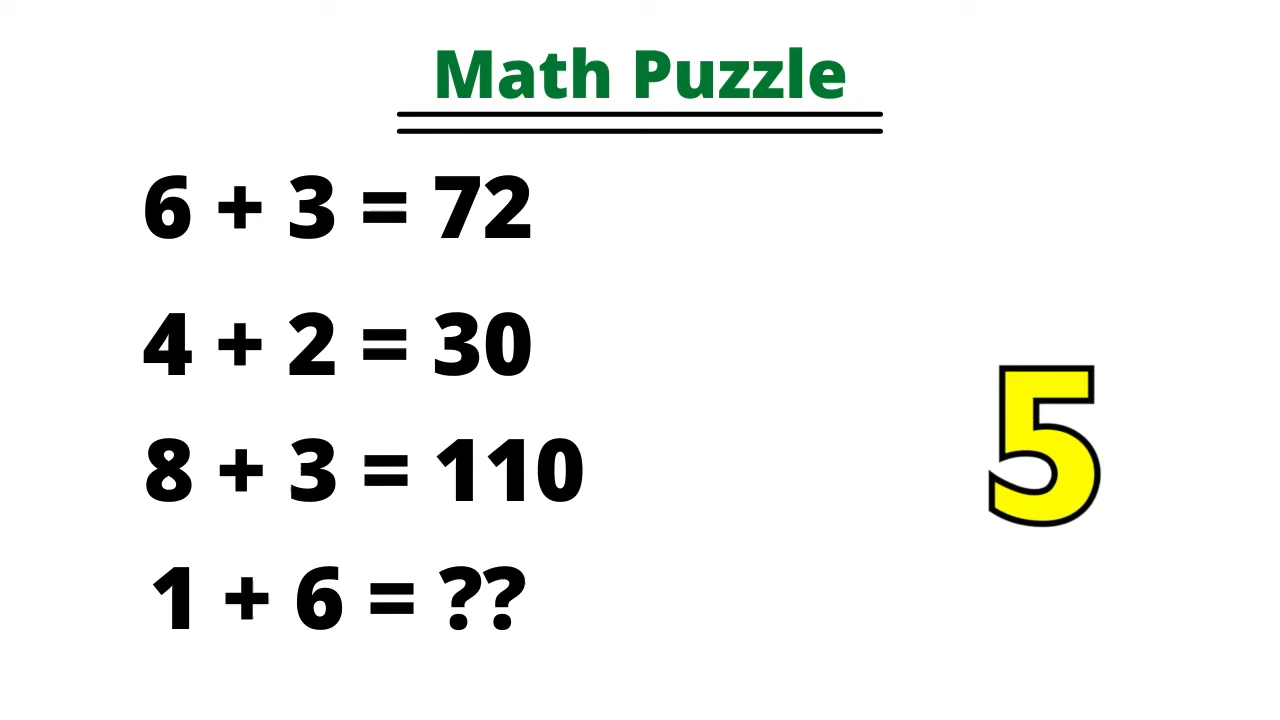 Math Puzzle
6 + 3 = 72
4 + 2 = 30
8 + 3 = 110
1 + 6 = ??
5